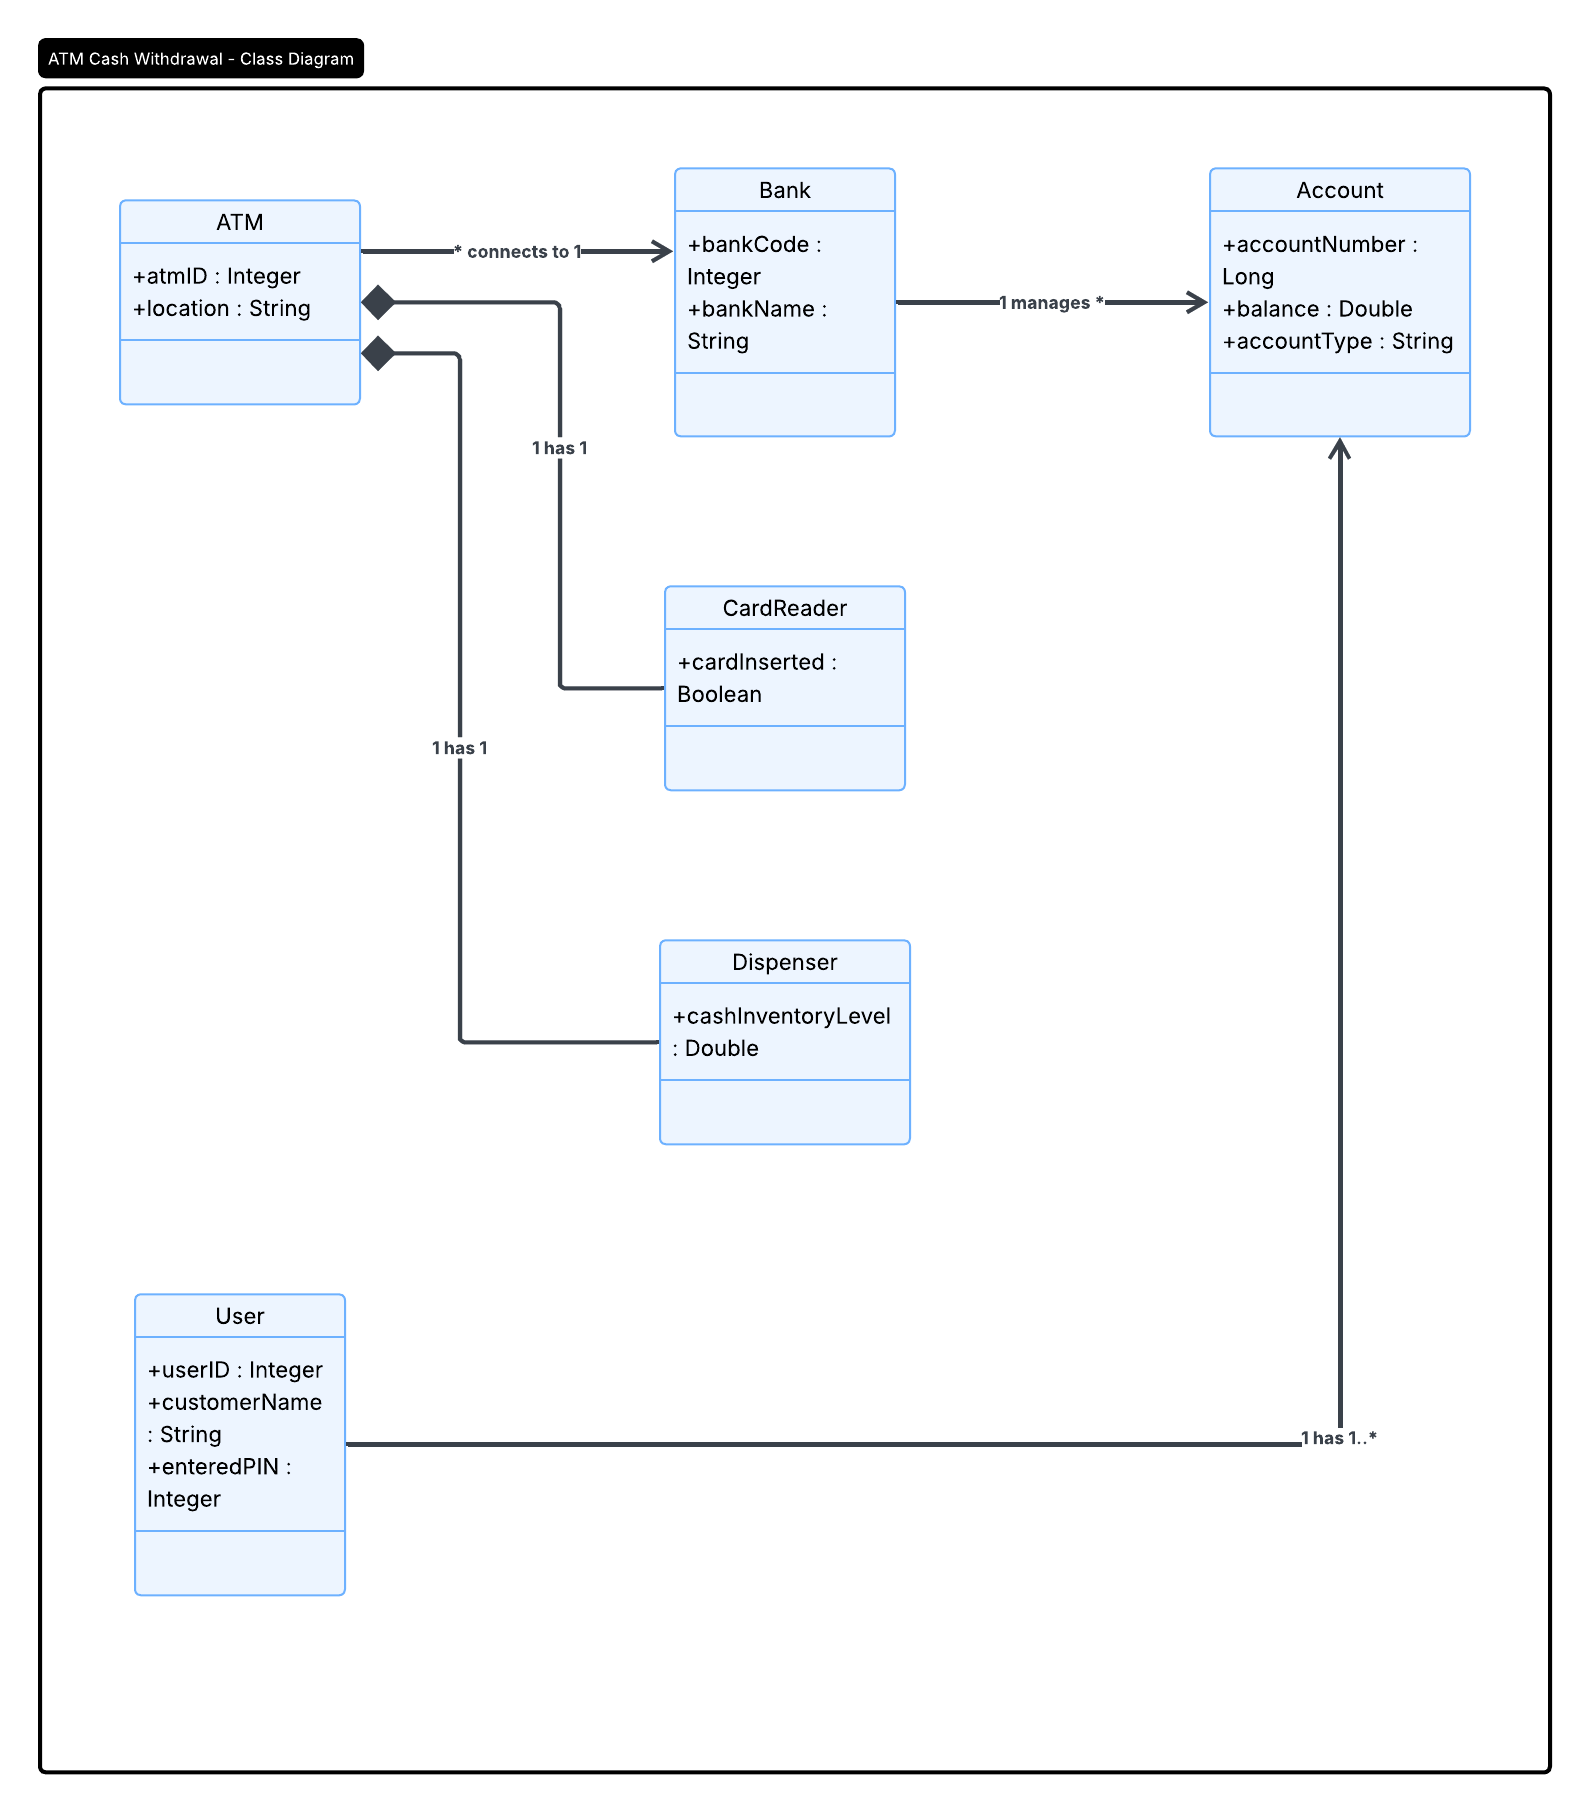 ATM Cash Withdrawal - Class Diagram
ATM
+atmID : Integer
+location : String
* connects to 1
Bank
+bankCode :
Integer
+bankName :
String
1 manages *
Account
+accountNumber :
Long
+balance : Double
+accountType : String
1 has 1
CardReader
+cardInserted :
Boolean
1 has 1
Dispenser
+cashInventoryLevel
: Double
User
+userID : Integer
+customerName
: String
+enteredPIN :
Integer
1 has 1..*